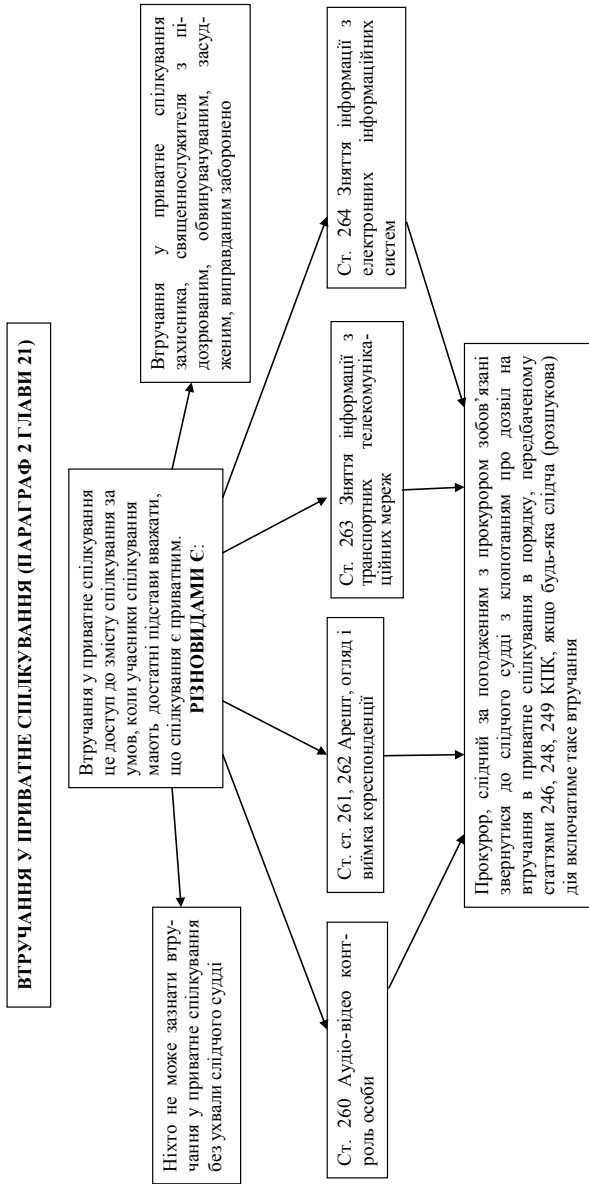 ВТРУЧАННЯ У ПРИВАТНЕ СПІЛКУВАННЯ (ПАРАГРАФ 2 ГЛАВИ 21)
Ніхто не може зазнати втру-
чання у приватне спілкування
без ухвали слідчого судді
Втручання у приватне спілкування
це доступ до змісту спілкування за
умов, коли учасники спілкування
мають достатні підстави вважати,
що спілкування є приватним.
РІЗНОВИДАМИ Є:
Втручання у приватне спілкування
захисника, священнослужителя з пі-
дозрюваним, обвинувачуваним, засуд-
женим, виправданим заборонено
Ст. 260 Аудіо-відео конт-
роль особи
Ст. ст. 261, 262 Арешт, огляд і
виїмка кореспонденції
Ст. 263 Зняття інформації з
транспортних телекомуніка-
ційних мереж
Ст. 264 Зняття інформації з
електронних інформаційних
систем
Прокурор, слідчий за погодженням з прокурором зобов’язані
звернутися до слідчого судді з клопотанням про дозвіл на
втручання в приватне спілкування в порядку, передбаченому
статтями 246, 248, 249 КПК, якщо будь-яка слідча (розшукова)
дія включатиме таке втручання